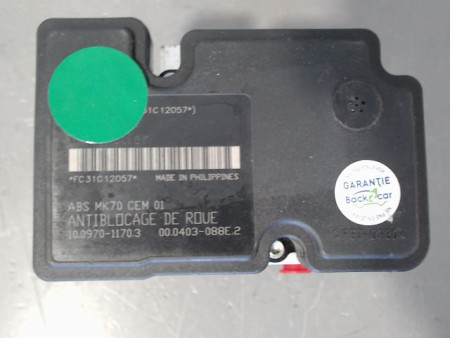 31C12057*)
*FC31C12057* MADE IN PHILIPPINES
ABS MK70 CEM 01
ANTIBLOCAGE DE ROUE
10.0970-1170.3 00.0403-088E.2
GARANTIE
Back car